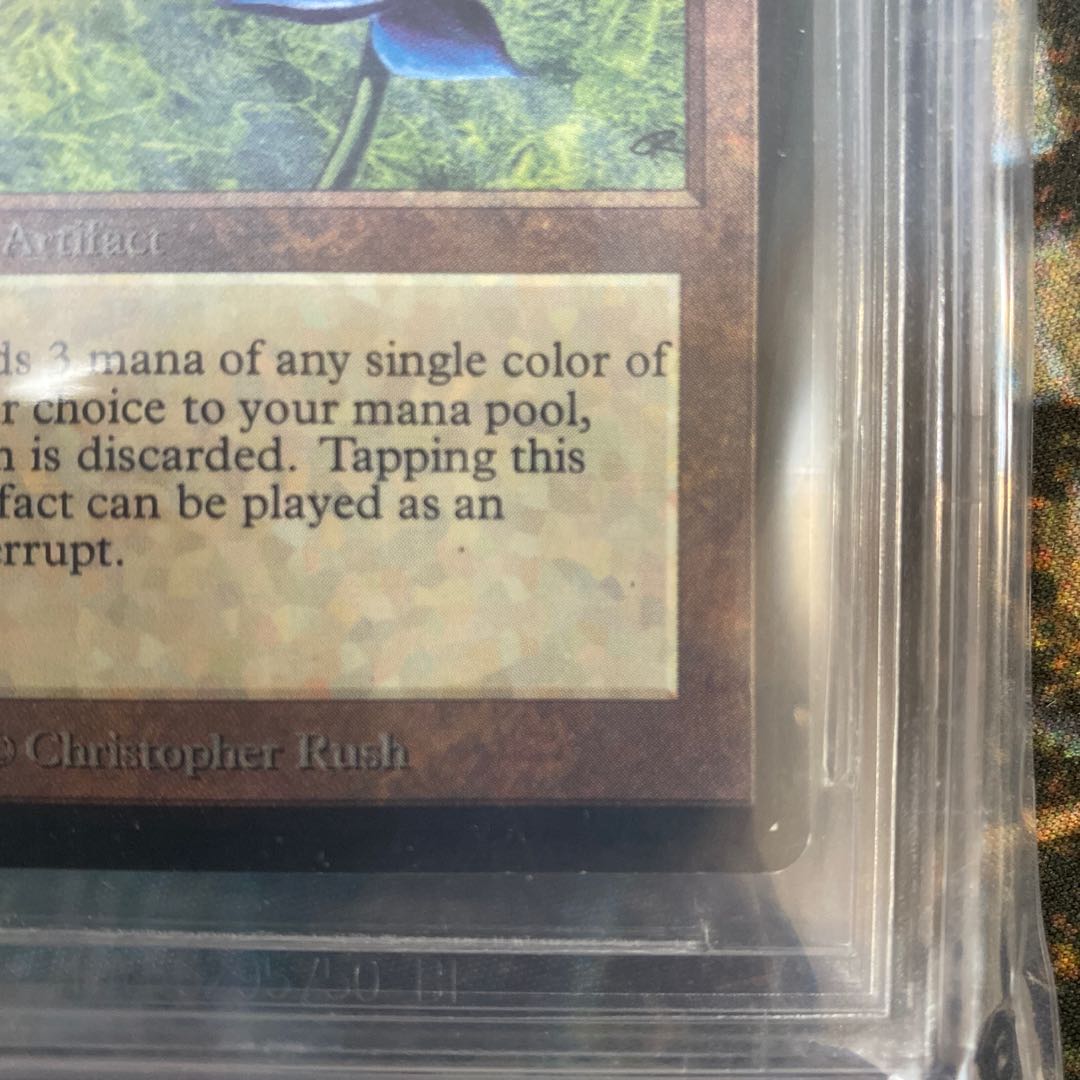 CR
Artifact
ds 3 mana of any single color of
r choice to your mana pool,
n is discarded. Tapping this
fact can be played as an
errupt.
© Christopher Rush